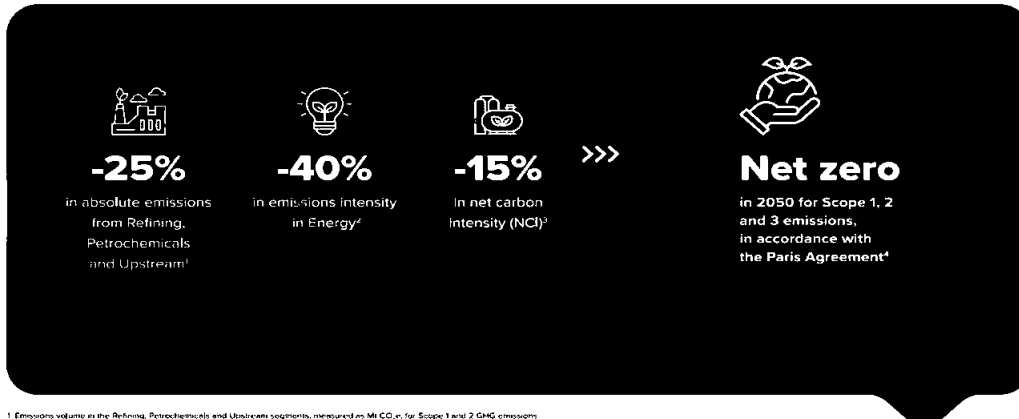 -25%
in absolute emissions
from Refining,
Petrochemicals
and Upstream¹
-40%
in emissions intensity
in Energy²
-15%
In net carbon
Intensity (NCI)³
>>>
Net zero
in 2050 for Scope 1, 2
and 3 emissions,
in accordance with
the Paris Agreement⁴
1 Emissions volume in the Refining, Petrochemicals and Upstream segments, measured as Mt CO₂e, for Scope 1 and 2 GHG emissions